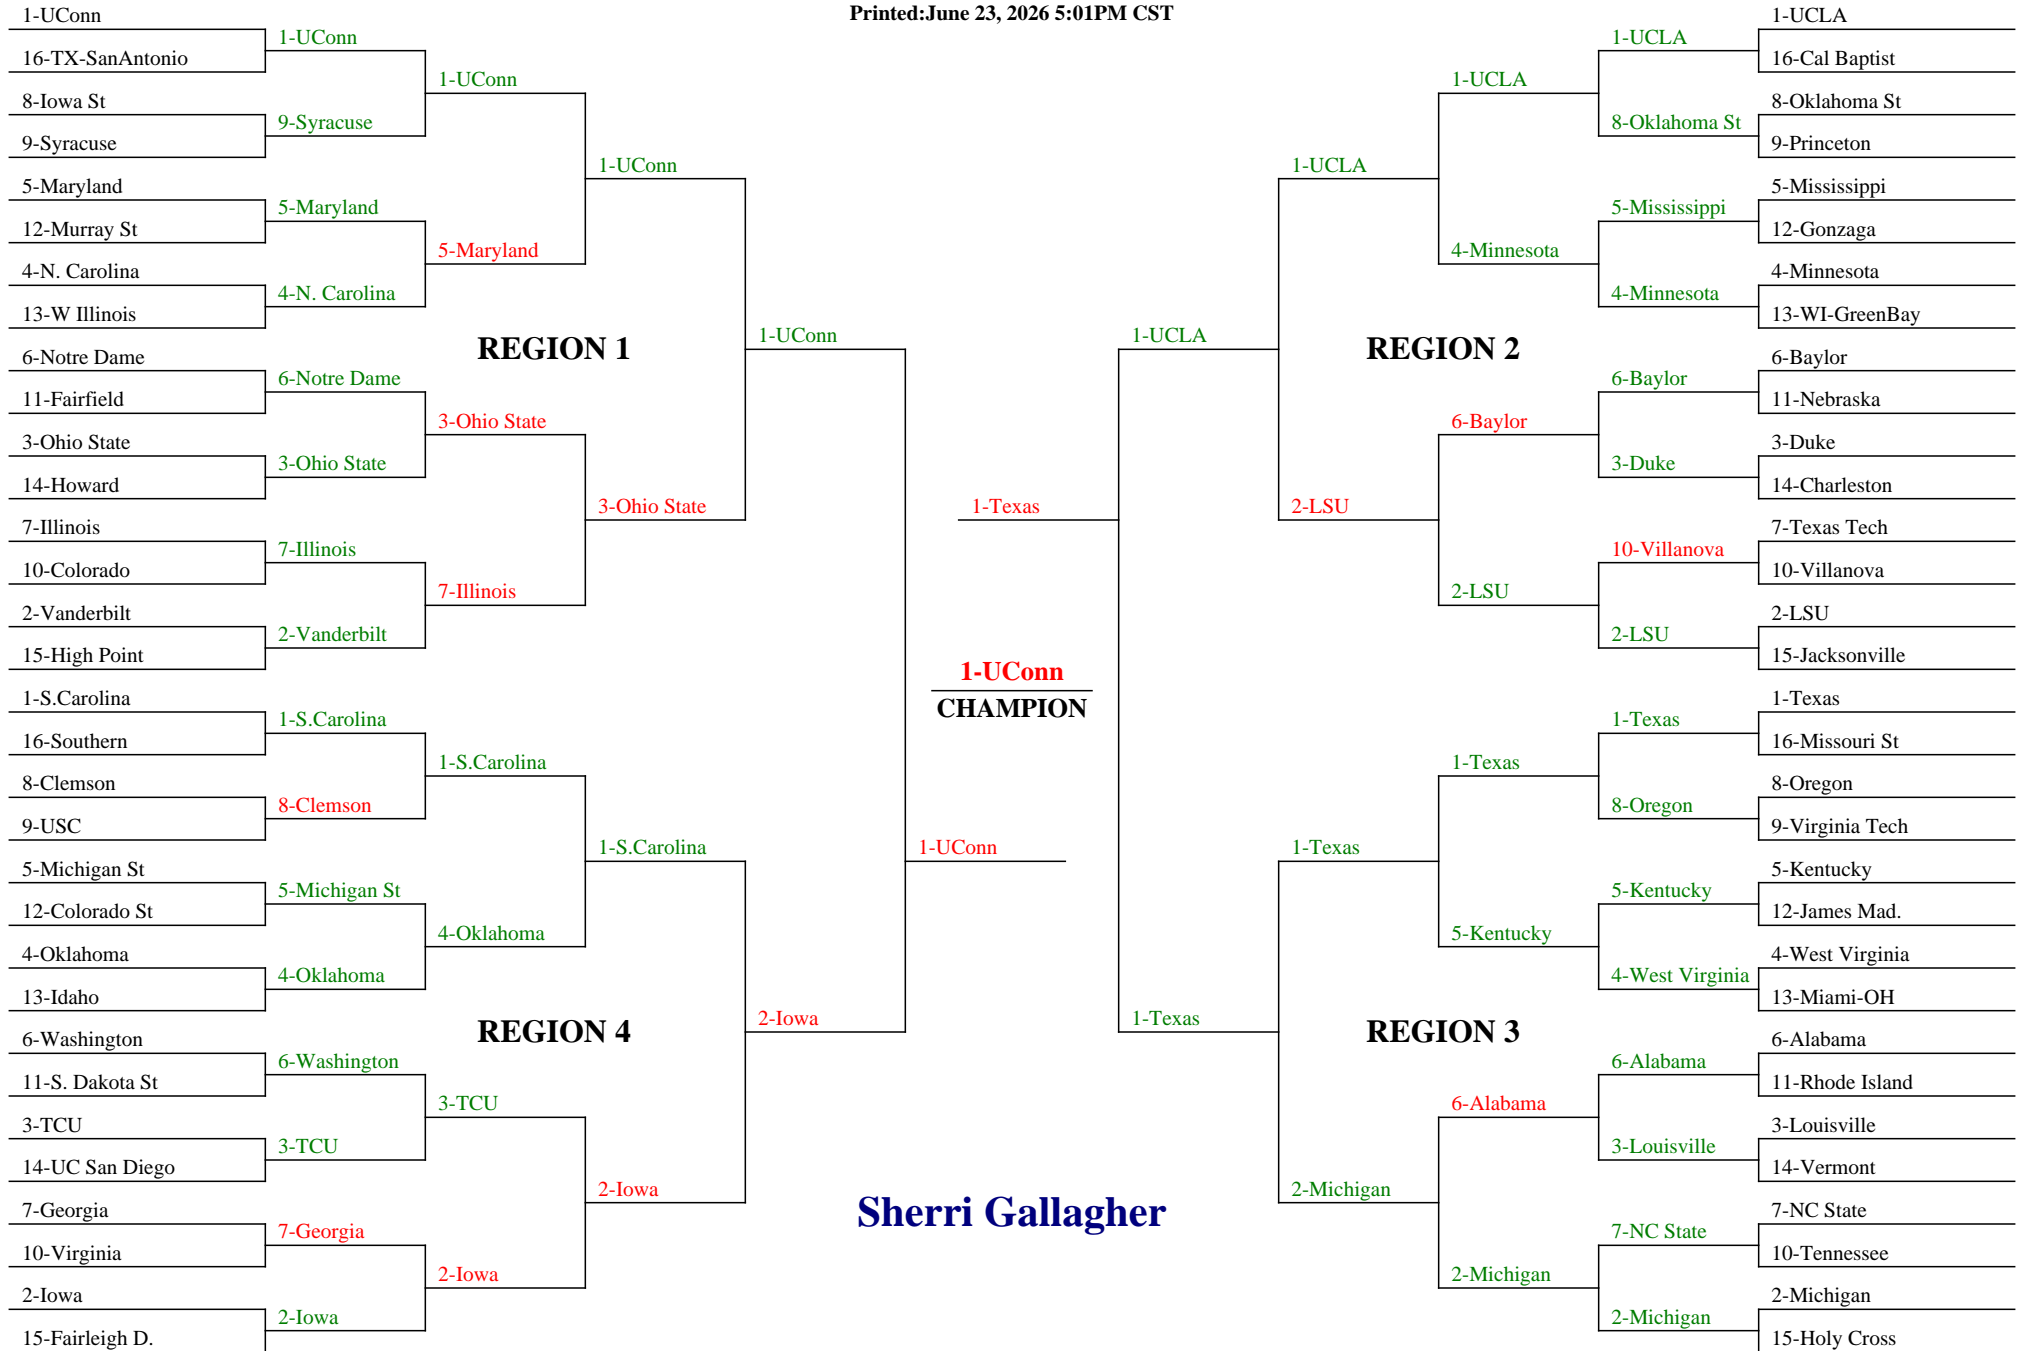 Printed:June 23, 2026 5:01PM CST
1-UConn
16-TX-SanAntonio
8-Iowa St
9-Syracuse
5-Maryland
12-Murray St
4-N. Carolina
13-W Illinois
6-Notre Dame
11-Fairfield
3-Ohio State
14-Howard
7-Illinois
10-Colorado
2-Vanderbilt
15-High Point
1-S.Carolina
16-Southern
8-Clemson
9-USC
5-Michigan St
12-Colorado St
4-Oklahoma
13-Idaho
6-Washington
11-S. Dakota St
3-TCU
14-UC San Diego
7-Georgia
10-Virginia
2-Iowa
15-Fairleigh D.
1-UConn
9-Syracuse
5-Maryland
4-N. Carolina
6-Notre Dame
3-Ohio State
7-Illinois
2-Vanderbilt
1-S.Carolina
8-Clemson
5-Michigan St
4-Oklahoma
6-Washington
3-TCU
7-Georgia
2-Iowa
1-UConn
5-Maryland
3-Ohio State
7-Illinois
1-S.Carolina
4-Oklahoma
3-TCU
2-Iowa
REGION 1
REGION 4
1-UConn
3-Ohio State
1-S.Carolina
2-Iowa
1-UConn
2-Iowa
1-UConn
1-Texas
1-UConn
CHAMPION
Sherri Gallagher
1-UCLA
1-Texas
1-UCLA
2-LSU
1-Texas
2-Michigan
REGION 2
REGION 3
1-UCLA
4-Minnesota
6-Baylor
2-LSU
1-Texas
5-Kentucky
6-Alabama
2-Michigan
1-UCLA
8-Oklahoma St
5-Mississippi
4-Minnesota
6-Baylor
3-Duke
10-Villanova
2-LSU
1-Texas
8-Oregon
5-Kentucky
4-West Virginia
6-Alabama
3-Louisville
7-NC State
2-Michigan
1-UCLA
16-Cal Baptist
8-Oklahoma St
9-Princeton
5-Mississippi
12-Gonzaga
4-Minnesota
13-WI-GreenBay
6-Baylor
11-Nebraska
3-Duke
14-Charleston
7-Texas Tech
10-Villanova
2-LSU
15-Jacksonville
1-Texas
16-Missouri St
8-Oregon
9-Virginia Tech
5-Kentucky
12-James Mad.
4-West Virginia
13-Miami-OH
6-Alabama
11-Rhode Island
3-Louisville
14-Vermont
7-NC State
10-Tennessee
2-Michigan
15-Holy Cross